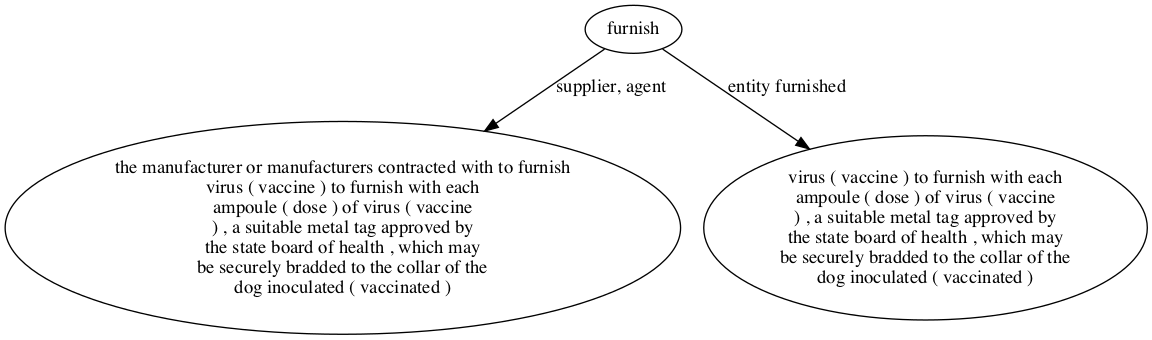 furnish
supplier, agent
entity furnished
the manufacturer or manufacturers contracted with to furnish
virus ( vaccine ) to furnish with each
ampoule ( dose ) of virus ( vaccine
) , a suitable metal tag approved by
the state board of health , which may
be securely bradded to the collar of the
dog inoculated ( vaccinated )
virus ( vaccine ) to furnish with each
ampoule ( dose ) of virus ( vaccine
) , a suitable metal tag approved by
the state board of health , which may
be securely bradded to the collar of the
dog inoculated ( vaccinated )